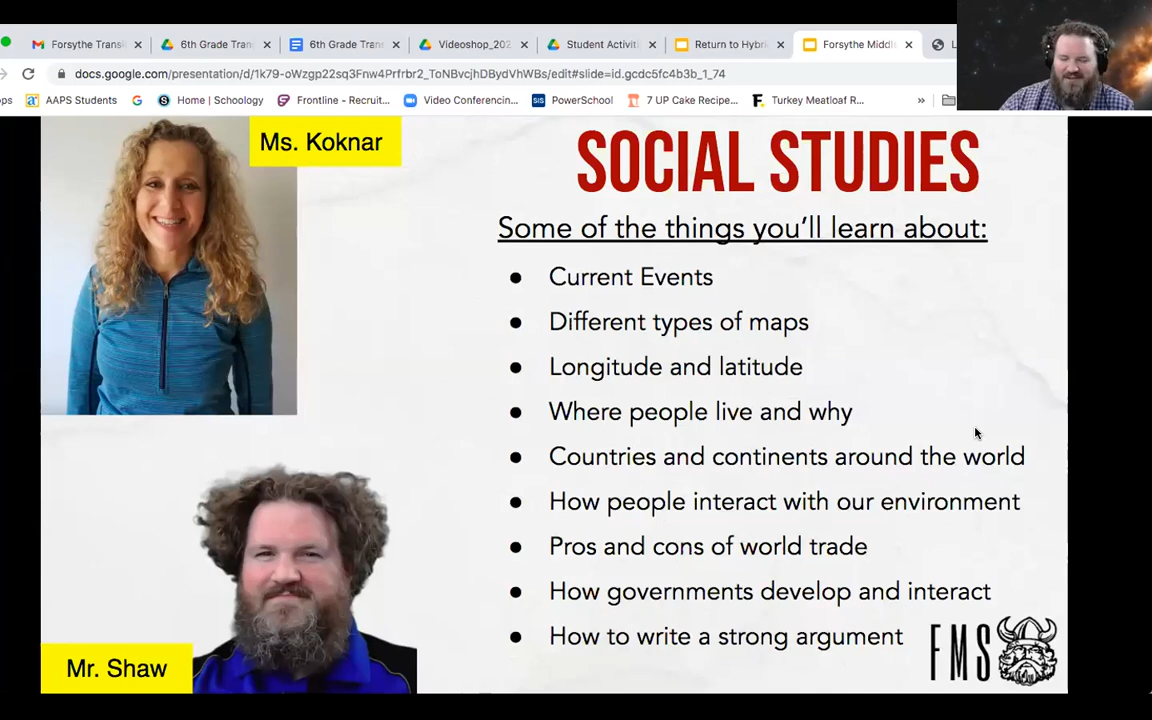 Forsythe Transi
6th Grade Tran
6th Grade Tran
Videoshop_202
Student Activit
Return to Hybri
Forsythe Middl
docs.google.com/presentation/d/1k79-oWzgp22sq3Fnw4Prfrbr2_ToNBvcjhDBydVhWBs/edit#slide=id.gcdc5fc4b3b_1_74
AAPS Students
Home | Schoology
Frontline - Recruit...
Video Conferencin...
SIS
PowerSchool
7 UP Cake Recipe...
Turkey Meatloaf R...
»
Ms. Koknar
SOCIAL STUDIES
Some of the things you'll learn about:
● Current Events
● Different types of maps
● Longitude and latitude
● Where people live and why
● Countries and continents around the world
● How people interact with our environment
● Pros and cons of world trade
● How governments develop and interact
● How to write a strong argument
FMS
Mr. Shaw